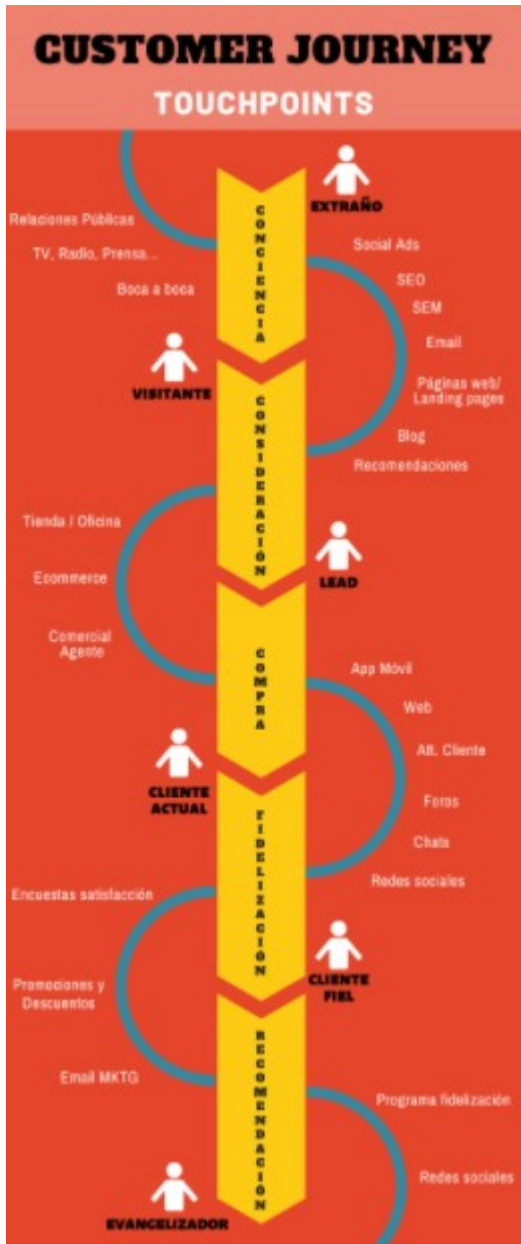 CUSTOMER JOURNEY
TOUCHPOINTS
EXTRAÑO
CONCIENCIA
Relaciones Públicas
TV, Radio, Prensa...
Boca a boca
Social Ads
SEO
SEM
Email
Páginas web/
Landing pages
Blog
Recomendaciones
VISITANTE
CONSIDERACIÓN
Tienda / Oficina
Ecommerce
Comercial
Agente
LEAD
COMPRA
App Móvil
Web
Att. Cliente
Foros
Chats
Redes sociales
CLIENTE
ACTUAL
FIDELIZACIÓN
Encuestas satisfacción
Promociones y
Descuentos
Email MKTG
CLIENTE
FIEL
RECOMENDACIÓN
Programa fidelización
Redes sociales
EVANGELIZADOR